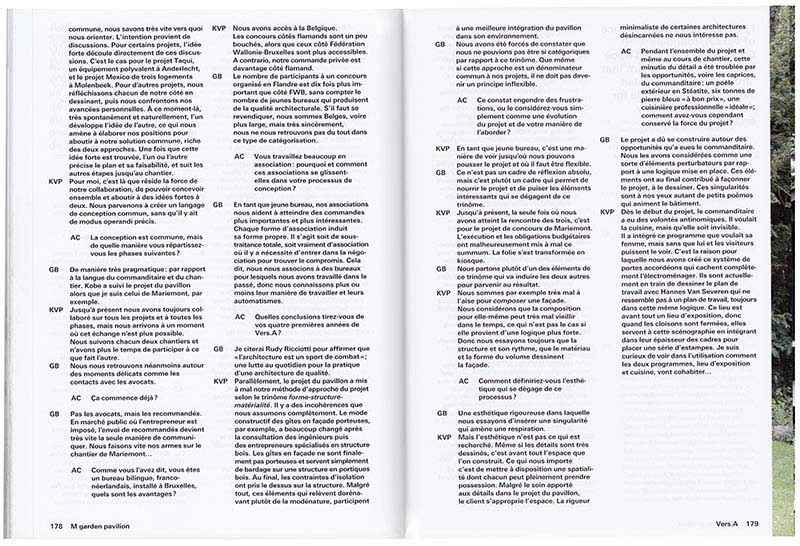 commune, nous savons très vite vers quoi
nous orienter. L'intention provient de
discussions. Pour certains projets, l'idée
forte découle directement de ces discus-
sions. C'est le cas pour le projet Taqui,
un équipement polyvalent à Anderlecht,
et le projet Mexico de trois logements
à Molenbeek. Pour d'autres projets, nous
réfléchissons chacun de notre côté en
dessinant, puis nous confrontons nos
avancées personnelles. À ce moment-là,
très spontanément et naturellement, l'un
développe l'idée de l'autre, ce qui nous
amène à élaborer nos positions pour
aboutir à notre solution commune, riche
des deux approches. Une fois que cette
idée forte est trouvée, l'un ou l'autre
précise le plan et sa faisabilité, et suit les
autres étapes jusqu'au chantier.
KVP Pour moi, c'est là que réside la force de
notre collaboration, de pouvoir concevoir
ensemble et aboutir à des idées fortes à
deux. Nous parvenons à créer un langage
de conception commun, sans qu'il y ait
de modus operandi précis.
AC La conception est commune, mais
de quelle manière vous répartissez-
vous les phases suivantes ?
GB De manière très pragmatique : par rapport
à la langue du commanditaire et du chan-
tier. Kobe a suivi le projet du pavillon
alors que je suis celui de Mariemont, par
exemple.
KVP Jusqu'à présent nous avons toujours col-
laboré sur tous les projets et à toutes les
phases, mais nous arrivons à un moment
où cet échange n'est plus possible.
Nous suivons chacun deux chantiers et
n'avons plus le temps de participer à ce
que fait l'autre.
GB Nous nous retrouvons néanmoins autour
des moments délicats comme les
contacts avec les avocats.
AC Ça commence déjà ?
GB Pas les avocats, mais les recommandés.
En marché public où l'entrepreneur est
imposé, l'envoi de recommandés devient
très vite la seule manière de communi-
quer. Nous faisons vite nos armes sur le
chantier de Mariemont…
AC Comme vous l'avez dit, vous êtes
un bureau bilingue, franco-
néerlandais, installé à Bruxelles,
quels sont les avantages ?
178 M garden pavilion
KVP Nous avons accès à la Belgique.
Les concours côtés flamands sont un peu
bouchés, alors que ceux côté Fédération
Wallonie-Bruxelles sont plus accessibles.
A contrario, notre commande privée est
davantage côté flamand.
GB Le nombre de participants à un concours
organisé en Flandre est dix fois plus im-
portant que côté FWB, sans compter le
nombre de jeunes bureaux qui produisent
de la qualité architecturale. S'il faut se
revendiquer, nous sommes Belges, voire
plus large, mais très sincèrement,
nous ne nous retrouvons pas du tout dans
ce type de catégorisation.
AC Vous travaillez beaucoup en
association : pourquoi et comment
ces associations se glissent-
elles dans votre processus de
conception ?
GB En tant que jeune bureau, nos associations
nous aident à atteindre des commandes
plus importantes et plus intéressantes.
Chaque forme d'association induit
sa forme propre. Il s'agit soit de sous-
traitance totale, soit vraiment d'association
où il y a nécessité d'entrer dans la négo-
ciation pour trouver le compromis. Cela
dit, nous nous associons à des bureaux
pour lesquels nous avons travaillé dans le
passé, donc nous connaissons plus ou
moins leur manière de travailler et leurs
automatismes.
AC Quelles conclusions tirez-vous de
vos quatre premières années de
Vers.A ?
GB Je citerai Rudy Ricciotti pour affirmer que
« l'architecture est un sport de combat » ;
une lutte au quotidien pour la pratique
d'une architecture de qualité.
KVP Parallèlement, le projet du pavillon a mis
à mal notre méthode d'approche du projet
selon le trinôme forme-structure-
matérialité. Il y a des incohérences que
nous assumons complètement. Le mode
constructif des gîtes en façade porteuses,
par exemple, a beaucoup changé après
la consultation des ingénieurs puis
des entrepreneurs spécialisés en structure
bois. Les gîtes en façade ne sont finale-
ment pas porteuses et servent simplement
de bardage sur une structure en portiques
bois. Au final, les contraintes d'isolation
ont pris le dessus sur la structure. Malgré
tout, ces éléments qui relèvent doréna-
vant plutôt de la modénature, participent
à une meilleure intégration du pavillon
dans son environnement.
GB Nous avons été forcés de constater que
nous ne pouvions pas être si catégoriques
par rapport à ce trinôme. Que même
si cette approche est un dénominateur
commun à nos projets, il ne doit pas deve-
nir un principe inflexible.
AC Ce constat engendre des frustra-
tions, ou le considérez-vous sim-
plement comme une évolution
du projet et de votre manière de
l'aborder ?
KVP En tant que jeune bureau, c'est une ma-
nière de voir jusqu'où nous pouvons
pousser le projet et où il faut être flexible.
GB Ce n'est pas un cadre de réflexion absolu,
mais c'est plutôt un cadre qui permet de
nourrir le projet et de puiser les éléments
intéressants qui se dégagent de ce
trinôme.
KVP Jusqu'à présent, la seule fois où nous
avons atteint la rencontre des trois, c'est
pour le projet de concours de Mariemont.
L'exécution et les obligations budgétaires
ont malheureusement mis à mal ce
summum. La folie s'est transformée en
kiosque.
GB Nous partons plutôt d'un des éléments de
ce trinôme qui va induire les deux autres
pour parvenir au résultat.
KVP Nous sommes par exemple très mal à
l'aise pour composer une façade.
Nous considérons que la composition
pour elle-même peut très mal vieillir
dans le temps, ce qui n'est pas le cas si
elle provient d'une logique plus forte.
Donc nous essayons toujours que la
structure et son rythme, que le matériau
et la forme du volume dessinent
la façade.
AC Comment définiriez-vous l'esthé-
tique qui se dégage de ce
processus ?
GB Une esthétique rigoureuse dans laquelle
nous essayons d'insérer une singularité
qui amène une respiration.
KVP Mais l'esthétique n'est pas ce qui est
recherché. Même si les détails sont très
dessinés, c'est avant tout l'espace que
l'on construit. Ce qui nous importe
c'est de mettre à disposition une spatiali-
té dont chacun peut pleinement prendre
possession. Malgré le soin apporté
aux détails dans le projet du pavillon,
le client s'approprie l'espace. La rigueur
minimaliste de certaines architectures
désincarnées ne nous intéresse pas.
AC Pendant l'ensemble du projet et
même au cours du chantier, cette
minutie du détail a été troublée par
les opportunités, voire les caprices,
du commanditaire : un poêle
extérieur en Stéatite, six tonnes de
pierre bleue « à bon prix », une
cuisinière professionnelle « idéale » ;
comment avez-vous cependant
conservé la force du projet ?
GB Le projet a dû se construire autour des
opportunités qu'a eues le commanditaire.
Nous les avons considérées comme une
sorte d'éléments perturbateurs par rap-
port à une logique mise en place. Ces élé-
ments ont au final contribué à façonner
le projet, à le dessiner. Ces singularités
sont à nos yeux autant de petits poèmes
qui animent le bâtiment.
KVP Dès le début du projet, le commanditaire
a eu des volontés antinomiques. Il voulait
la cuisine, mais qu'elle soit invisible.
Il a intégré ce programme que voulait sa
femme, mais sans que lui et les visiteurs
puissent le voir. C'est la raison pour
laquelle nous avons créé ce système de
portes accordéons qui cachent complète-
ment l'électroménager. Ils sont actuelle-
ment en train de dessiner le plan de
travail avec Hannes Van Severen qui ne
ressemble pas à un plan de travail, toujours
dans cette même logique. Ce lieu est
avant tout un lieu d'exposition, donc
quand les cloisons sont fermées, elles
servent à cette scénographie en intégrant
dans leur épaisseur des cadres pour
placer une série d'estampes. Je suis
curieux de voir dans l'utilisation comment
les deux programmes, lieu d'exposition
et cuisine, vont cohabiter…
Vers.A 179